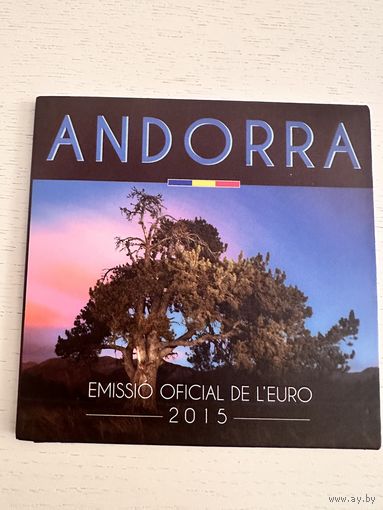 ANDORRA
EMISSIÓ OFICIAL DE L'EURO
2015
www.ay.by